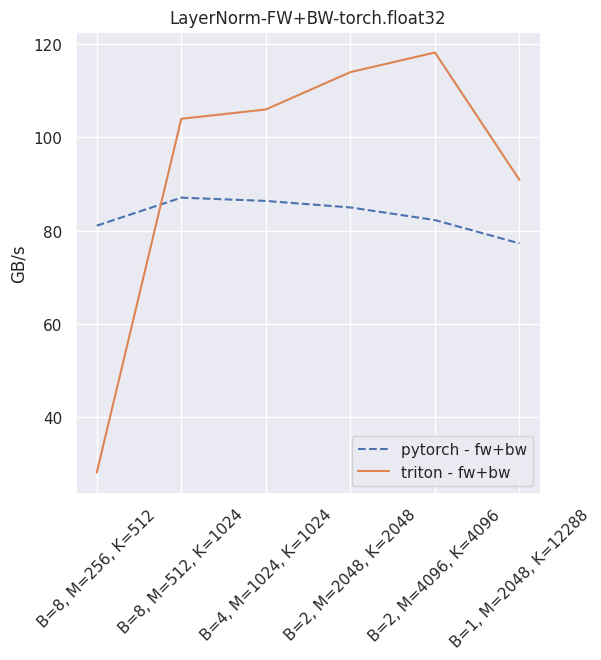 LayerNorm-FW+BW-torch.float32
120
100
80
60
40
GB/s
pytorch - fw+bw
triton - fw+bw
B=8, M=256, K=512
B=8, M=512, K=1024
B=4, M=1024, K=1024
B=2, M=2048, K=2048
B=2, M=4096, K=4096
B=1, M=2048, K=12288